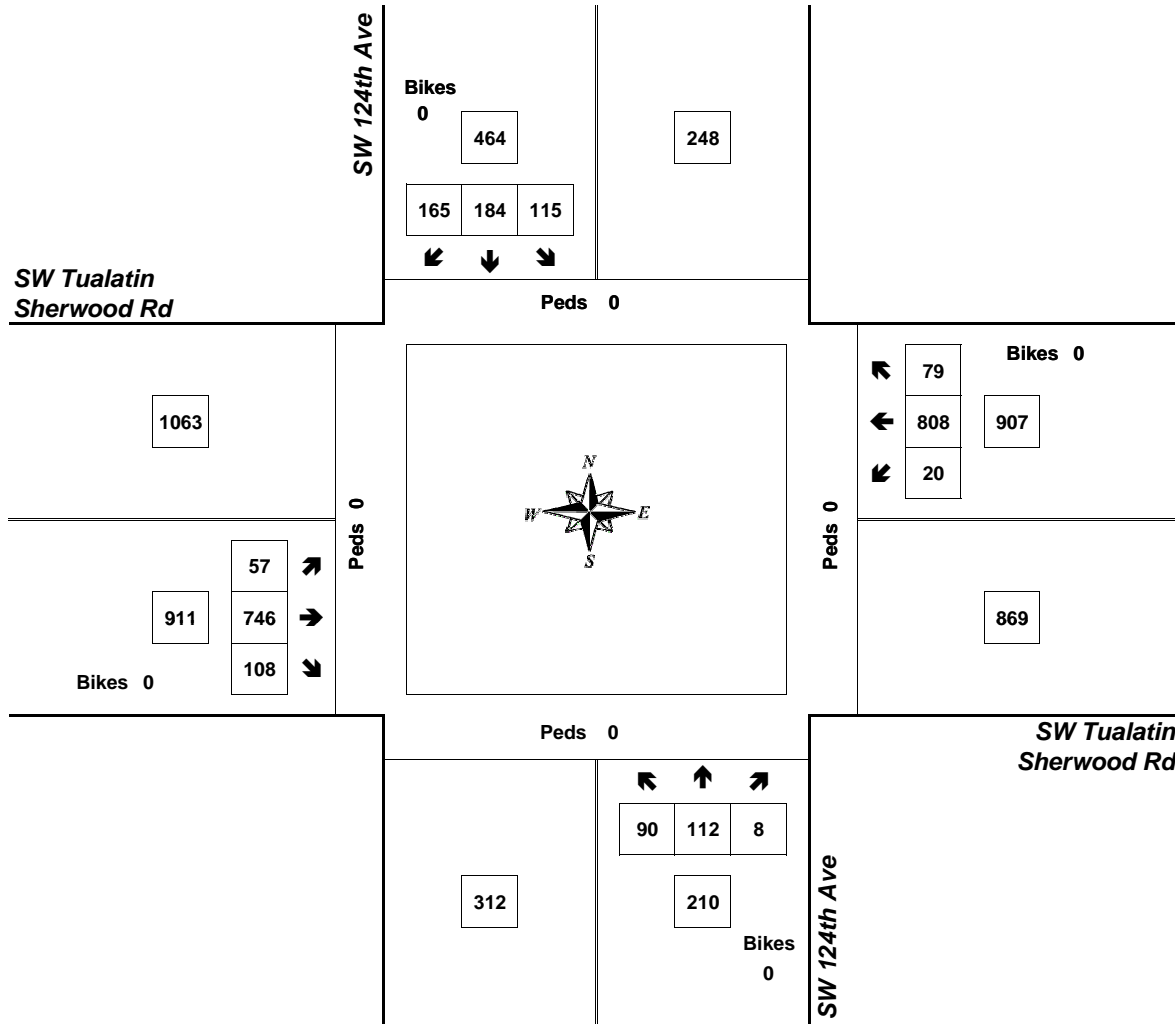 SW 124th Ave
Bikes
0
464
248
165 184 115
SW Tualatin
Sherwood Rd
Peds 0
Bikes 0
79
1063
808 907
20
N
W E
S
Peds 0
Peds 0
57
911 746
869
108
Bikes 0
Peds 0
SW Tualatin
Sherwood Rd
90 112 8
312
210
Bikes
0
SW 124th Ave